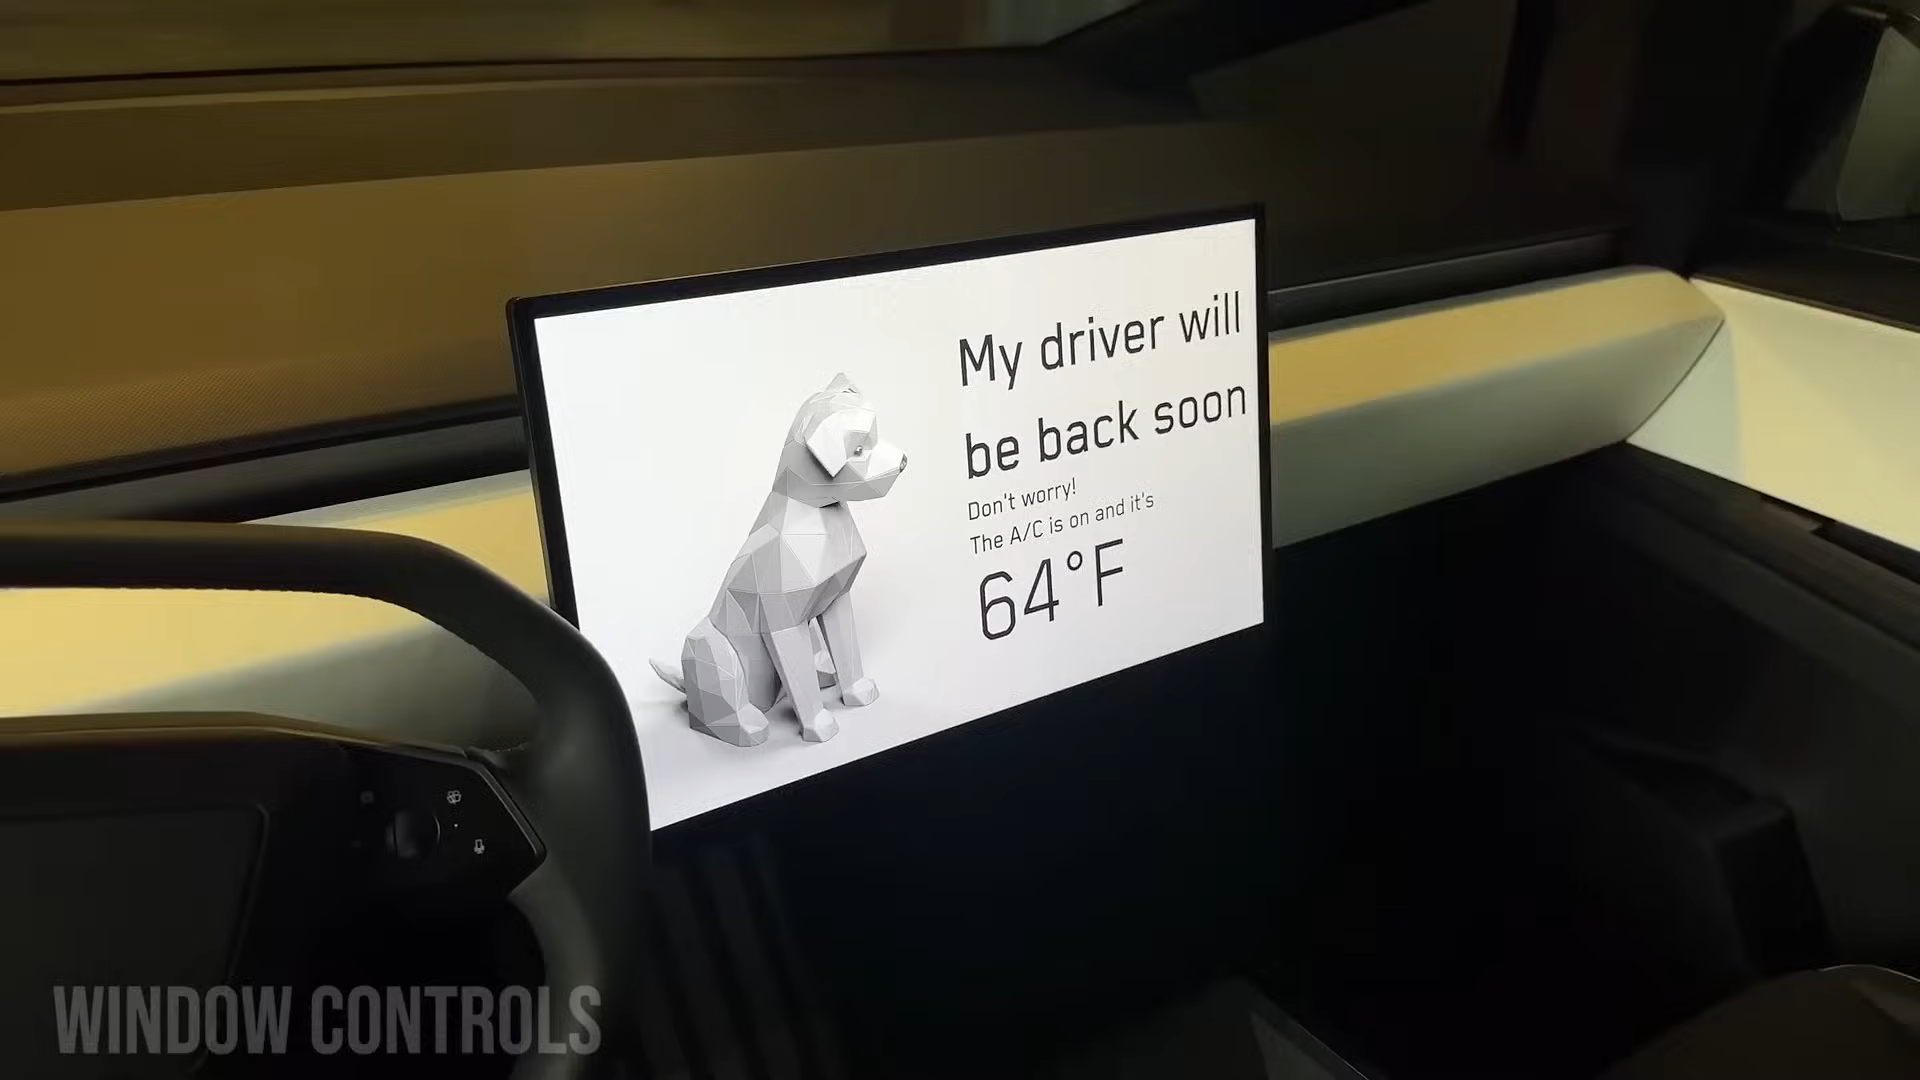 My driver will
be back soon
Don't worry!
The A/C is on and it's
64°F
WINDOW CONTROLS